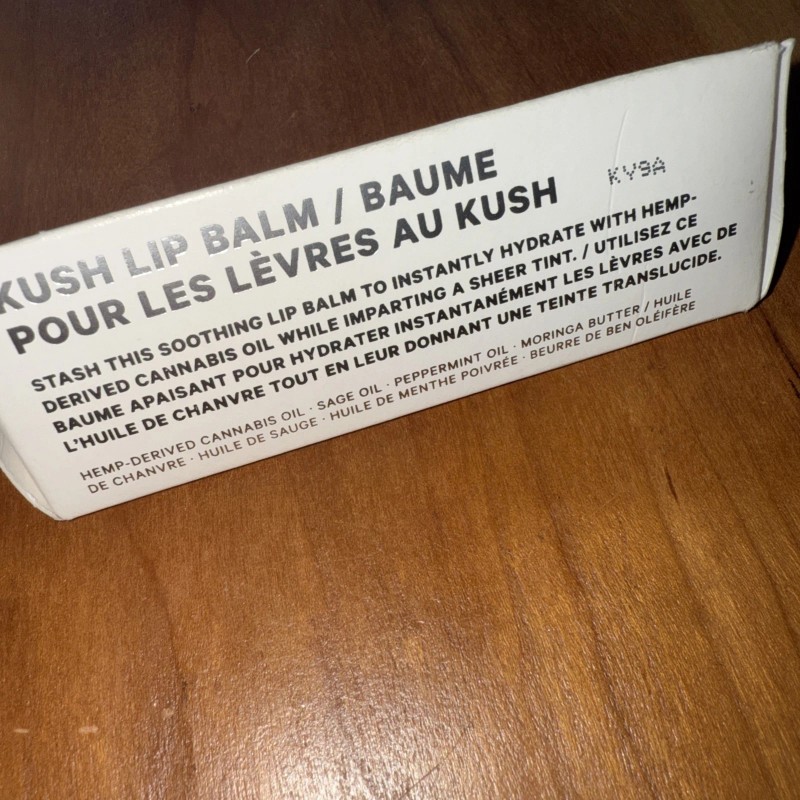 KUSH LIP BALM / BAUME
POUR LES LÈVRES AU KUSH
KY9A
STASH THIS SOOTHING LIP BALM TO INSTANTLY HYDRATE WITH HEMP-
DERIVED CANNABIS OIL WHILE IMPARTING A SHEER TINT. / UTILISEZ CE
BAUME APAISANT POUR HYDRATER INSTANTANÉMENT LES LÈVRES AVEC DE
L'HUILE DE CHANVRE TOUT EN LEUR DONNANT UNE TEINTE TRANSLUCIDE.
HEMP-DERIVED CANNABIS OIL · SAGE OIL · PEPPERMINT OIL · MORINGA BUTTER / HUILE
DE CHANVRE · HUILE DE SAUGE · HUILE DE MENTHE POIVRÉE · BEURRE DE BEN OLÉIFÈRE